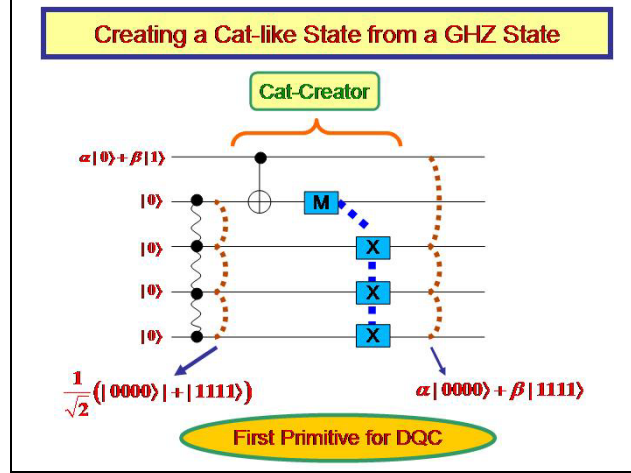 Creating a Cat-like State from a GHZ State
Cat-Creator
α|0⟩+β|1⟩
|0⟩
M
|0⟩
X
|0⟩
X
|0⟩
X
1/√2 (|0000⟩|+|1111⟩)
α|0000⟩+β|1111⟩
First Primitive for DQC